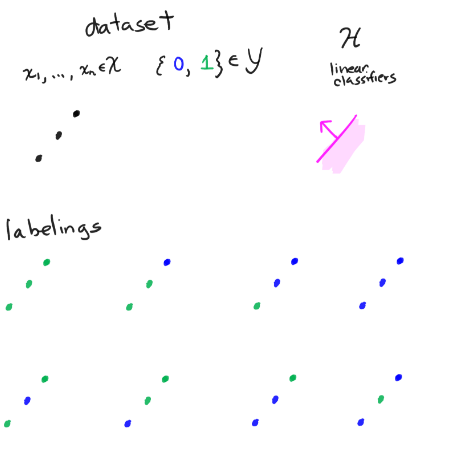 dataset
x₁, ..., xₙ ∈ 𝒳 { 0, 1 } ∈ 𝒴
ℋ
linear
classifiers
labelings